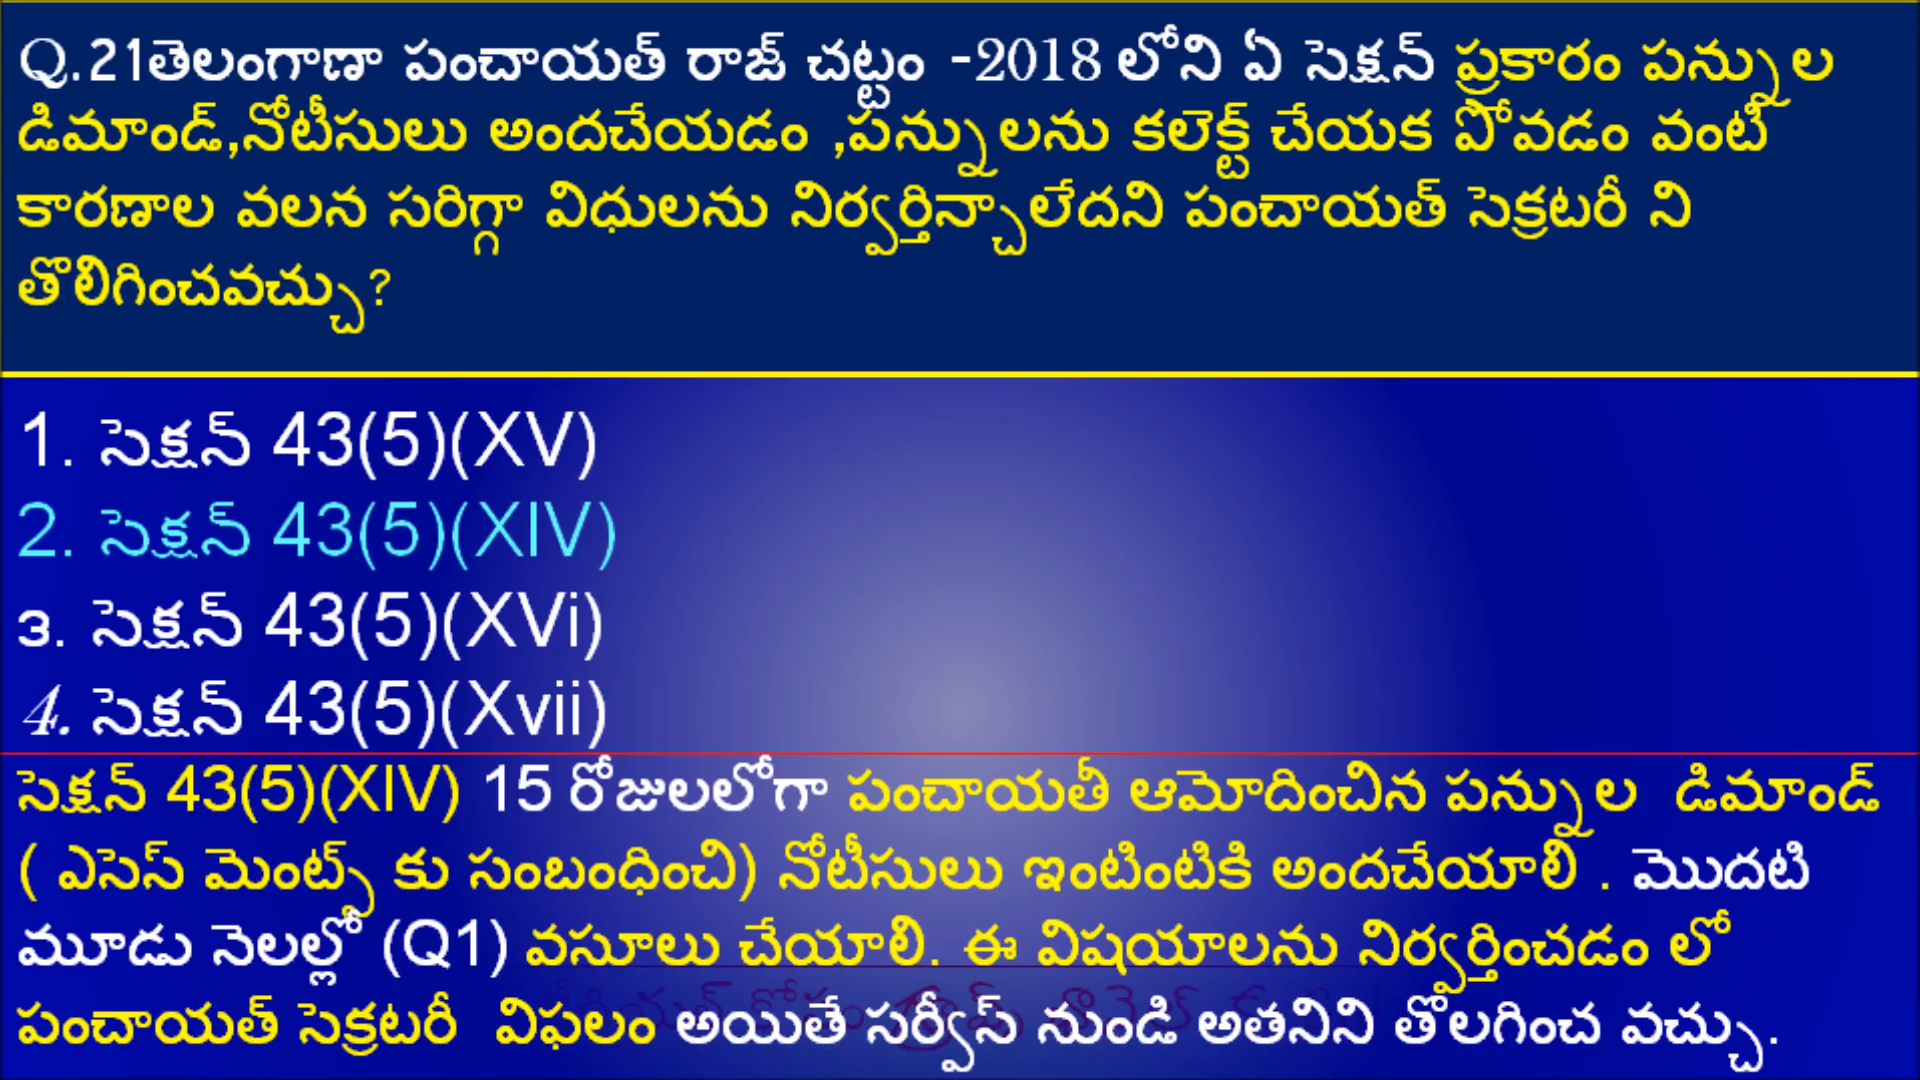 Q.21తెలంగాణా పంచాయత్ రాజ్ చట్టం -2018 లోని ఏ సెక్షన్ ప్రకారం పన్నుల
డిమాండ్,నోటీసులు అందచేయడం ,పన్నులను కలెక్ట్ చేయక పోవడం వంటి
కారణాల వలన సరిగ్గా విధులను నిర్వర్తిన్చాలేదని పంచాయత్ సెక్రటరీ ని
తొలిగించవచ్చు?
1. సెక్షన్ 43(5)(XV)
2. సెక్షన్ 43(5)(XIV)
3. సెక్షన్ 43(5)(XVi)
4. సెక్షన్ 43(5)(Xvii)
సెక్షన్ 43(5)(XIV) 15 రోజులలోగా పంచాయతీ ఆమోదించిన పన్నుల డిమాండ్
( ఎసెస్ మెంట్స్ కు సంబంధించి) నోటీసులు ఇంటింటికి అందచేయాలి . మొదటి
మూడు నెలల్లో (Q1) వసూలు చేయాలి. ఈ విషయాలను నిర్వర్తించడం లో
పంచాయత్ సెక్రటరీ విఫలం అయితే సర్వీస్ నుండి అతనిని తొలగించ వచ్చు.